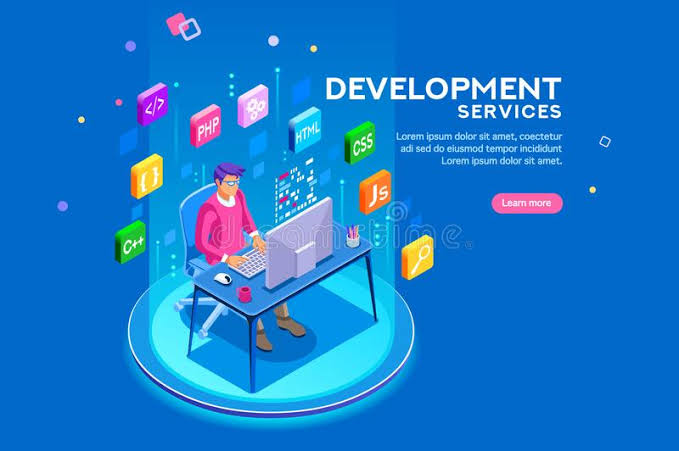 DEVELOPMENT
SERVICES
Lorem ipsum dolor sit amet, coectetur
adi do eiusmod tempor incididunt
Lorem ipsum dolor sit amet.
Learn more
</>
PHP
HTML
CSS
{ }
Js
C++
dreamstime